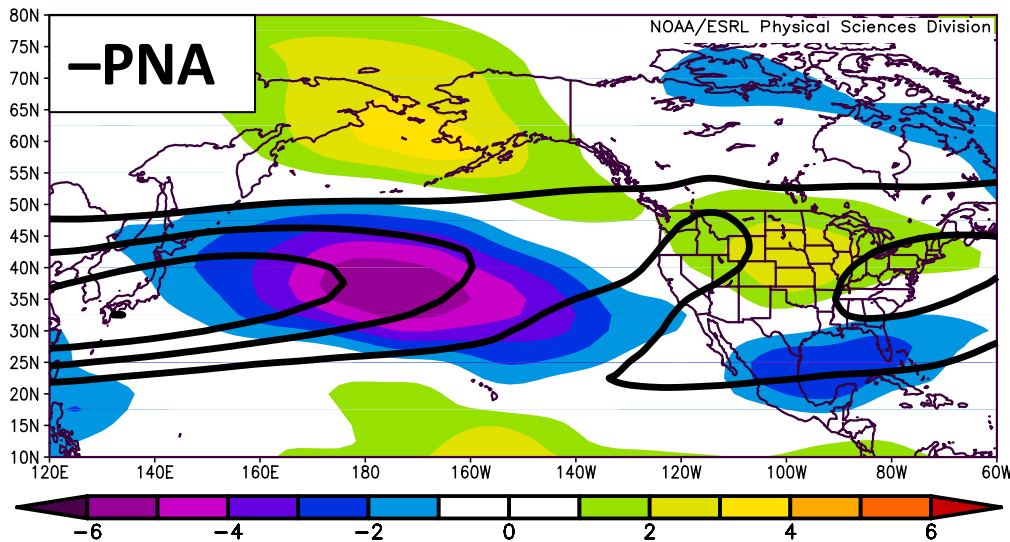 NOAA/ESRL Physical Sciences Division
–PNA
80N
75N
70N
65N
60N
55N
50N
45N
40N
35N
30N
25N
20N
15N
10N
120E 140E 160E 180 160W 140W 120W 100W 80W 60W
−6 −4 −2 0 2 4 6